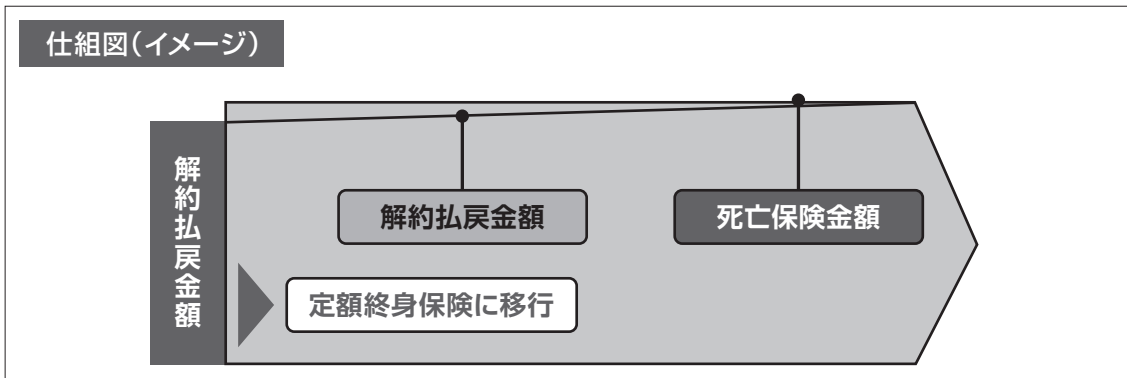 仕組図（イメージ）
解約払戻金額
解約払戻金額
死亡保険金額
定額終身保険に移行